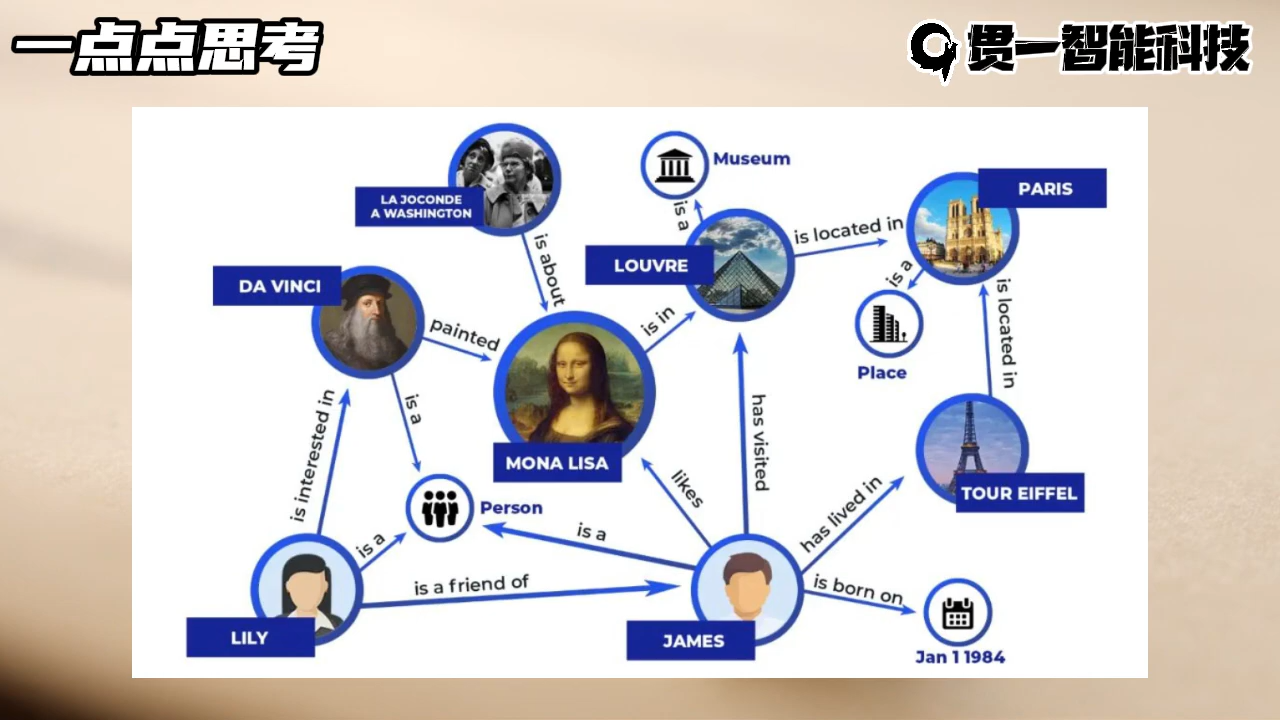 一点点思考
贯一智能科技
Museum
PARIS
LA JOCONDE
A WASHINGTON
is a
is located in
is about
LOUVRE
is a
DA VINCI
is located in
painted
is in
Place
is a
is interested in
has visited
MONA LISA
likes
TOUR EIFFEL
Person
has lived in
is a
is a
is a friend of
is born on
LILY
JAMES
Jan 1 1984